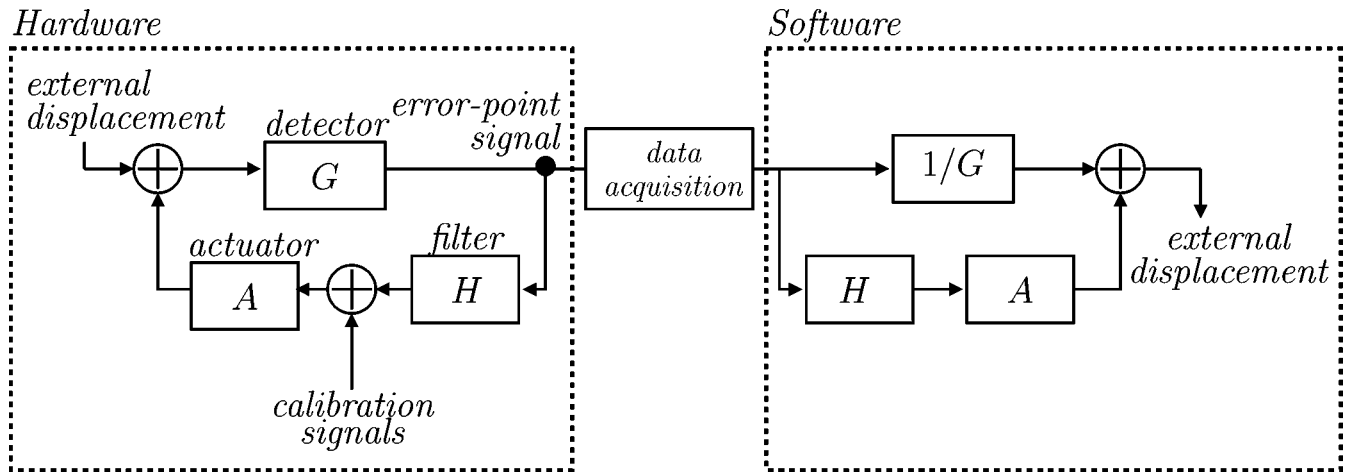 Hardware
external
displacement
detector
G
error-point
signal
actuator
A
filter
H
calibration
signals
data
acquisition
Software
1/G
H
A
external
displacement